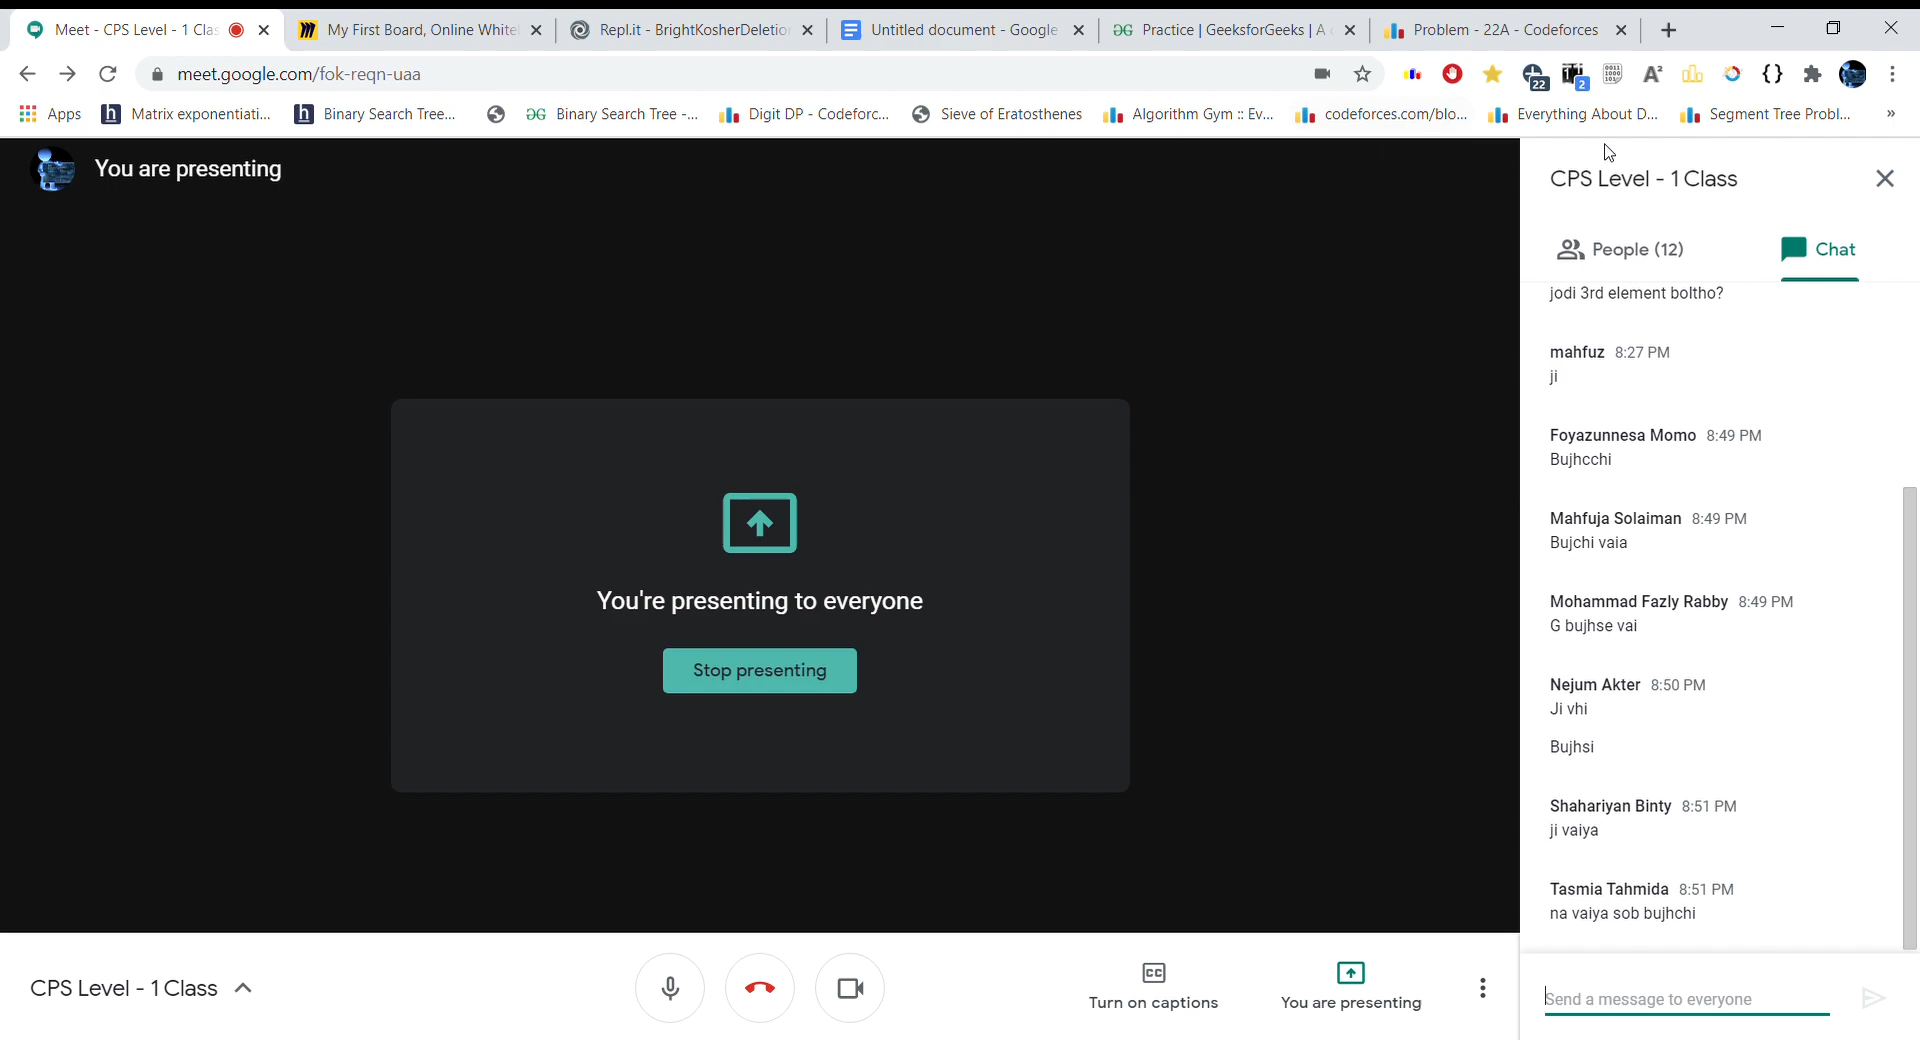 Meet - CPS Level - 1 Clas
My First Board, Online White
Repl.it - BrightKosherDeletion
Untitled document - Google
Practice | GeeksforGeeks | A
Problem - 22A - Codeforces
meet.google.com/fok-reqn-uaa
22
2
Apps
Matrix exponentiati...
Binary Search Tree...
Binary Search Tree -...
Digit DP - Codeforc...
Sieve of Eratosthenes
Algorithm Gym :: Ev...
codeforces.com/blo...
Everything About D...
Segment Tree Probl...
»
You are presenting
CPS Level - 1 Class
People (12)
Chat
jodi 3rd element boltho?
mahfuz 8:27 PM
ji
Foyazunnesa Momo 8:49 PM
Bujhcchi
Mahfuja Solaiman 8:49 PM
Bujchi vaia
Mohammad Fazly Rabby 8:49 PM
G bujhse vai
Nejum Akter 8:50 PM
Ji vhi
Bujhsi
Shahariyan Binty 8:51 PM
ji vaiya
Tasmia Tahmida 8:51 PM
na vaiya sob bujhchi
You're presenting to everyone
Stop presenting
CPS Level - 1 Class
CC
Turn on captions
You are presenting
Send a message to everyone